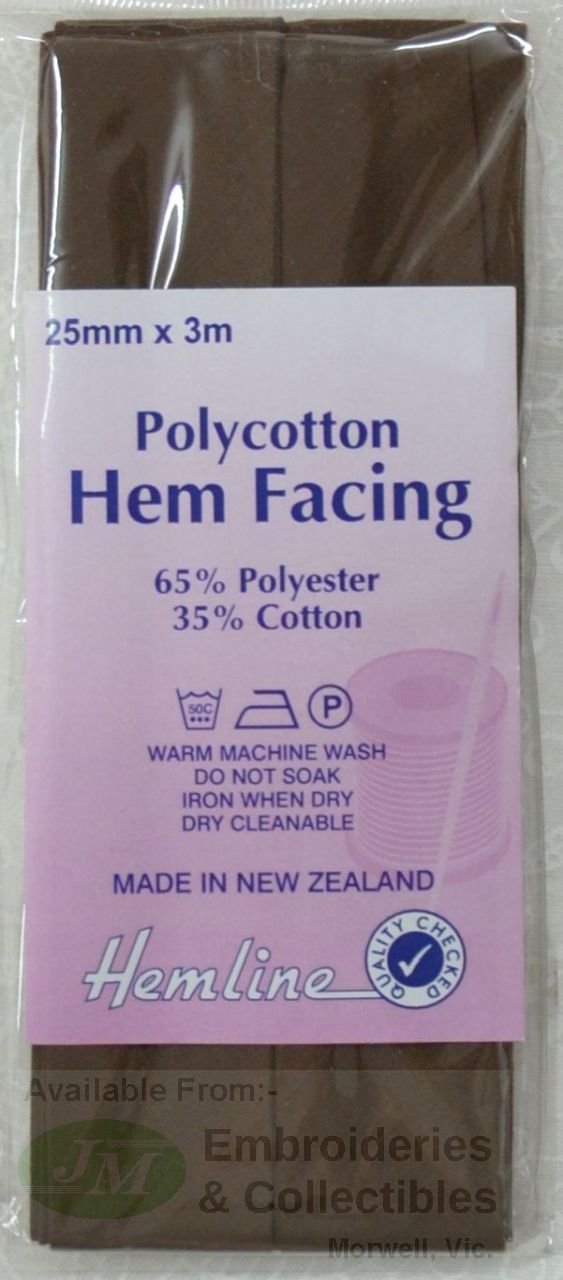 25mm x 3m
Polycotton
Hem Facing
65% Polyester
35% Cotton
50C
P
WARM MACHINE WASH
DO NOT SOAK
IRON WHEN DRY
DRY CLEANABLE
MADE IN NEW ZEALAND
Hemline
QUALITY CHECKED
Available From:-
JM
Embroideries
& Collectibles
Morwell, Vic.